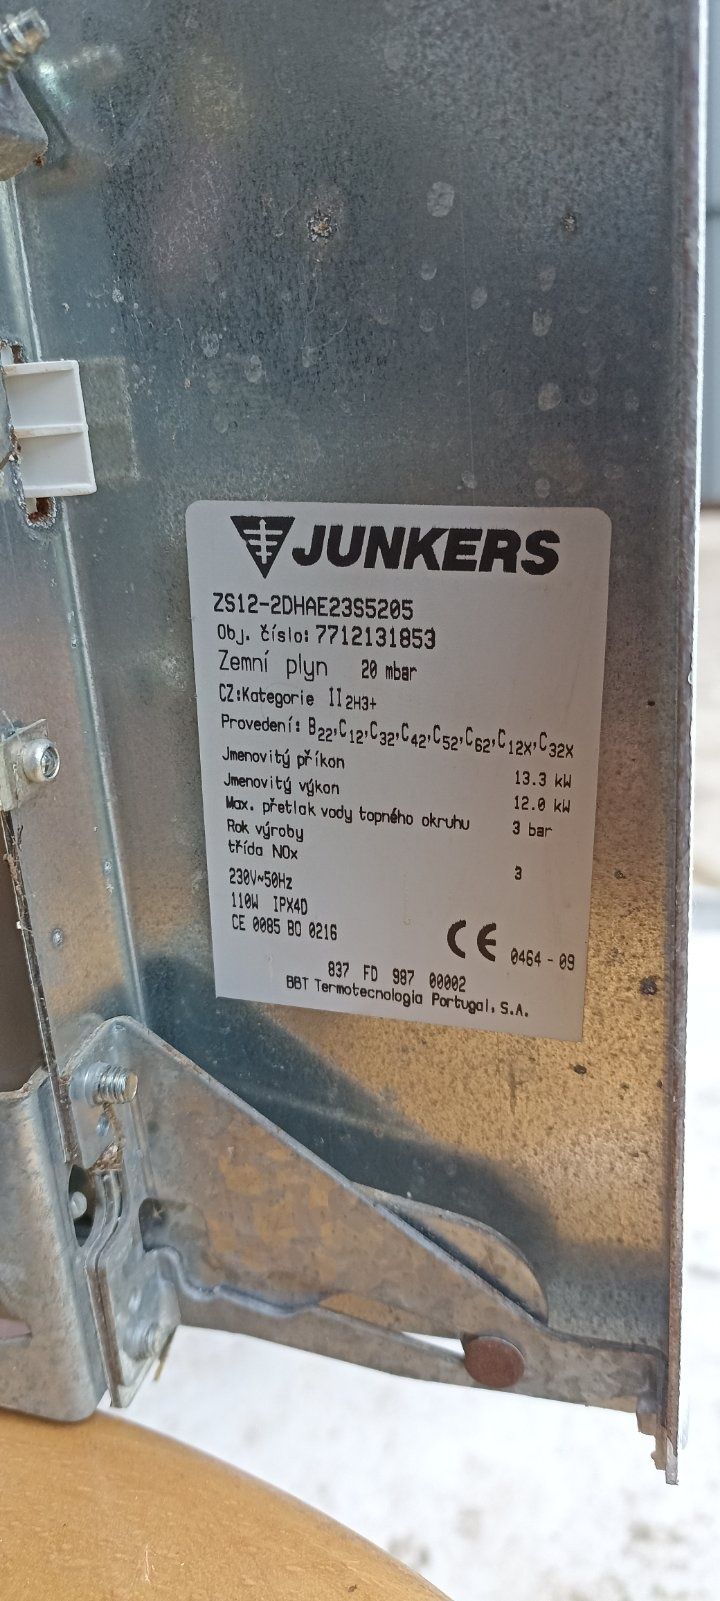 JUNKERS
ZS12-2DHAE23S5205
Obj. číslo: 7712131853
Zemní plyn 20 mbar
CZ:Kategorie II2H3+
Provedení: B22,C12,C32,C42,C52,C62,C12X,C32X
Jmenovitý příkon 13.3 kW
Jmenovitý výkon 12.0 kW
Max. přetlak vody topného okruhu 3 bar
Rok výroby
třída NOx 3
230V~50Hz
110W IPX4D
CE 0085 BO 0216
CE 0464 - 09
837 FD 987 00002
BBT Termotecnologia Portugal, S.A.